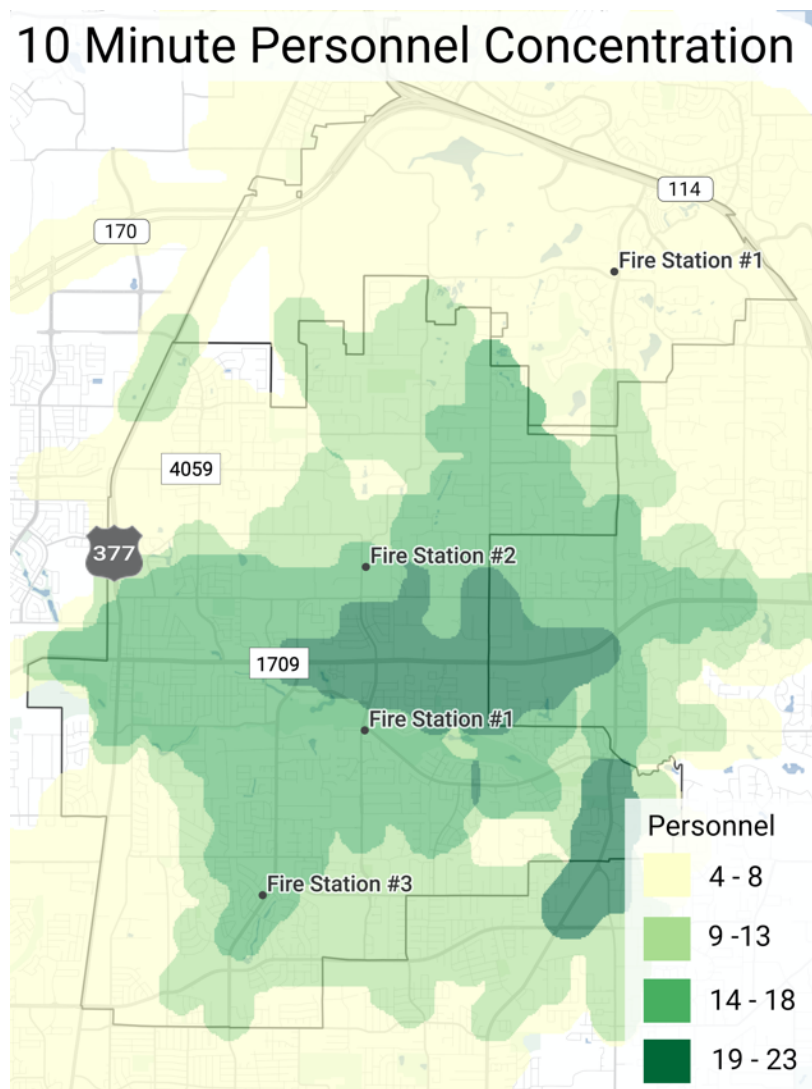 10 Minute Personnel Concentration
114
170
Fire Station #1
4059
377
Fire Station #2
1709
Fire Station #1
Personnel
4 - 8
Fire Station #3
9 -13
14 - 18
19 - 23